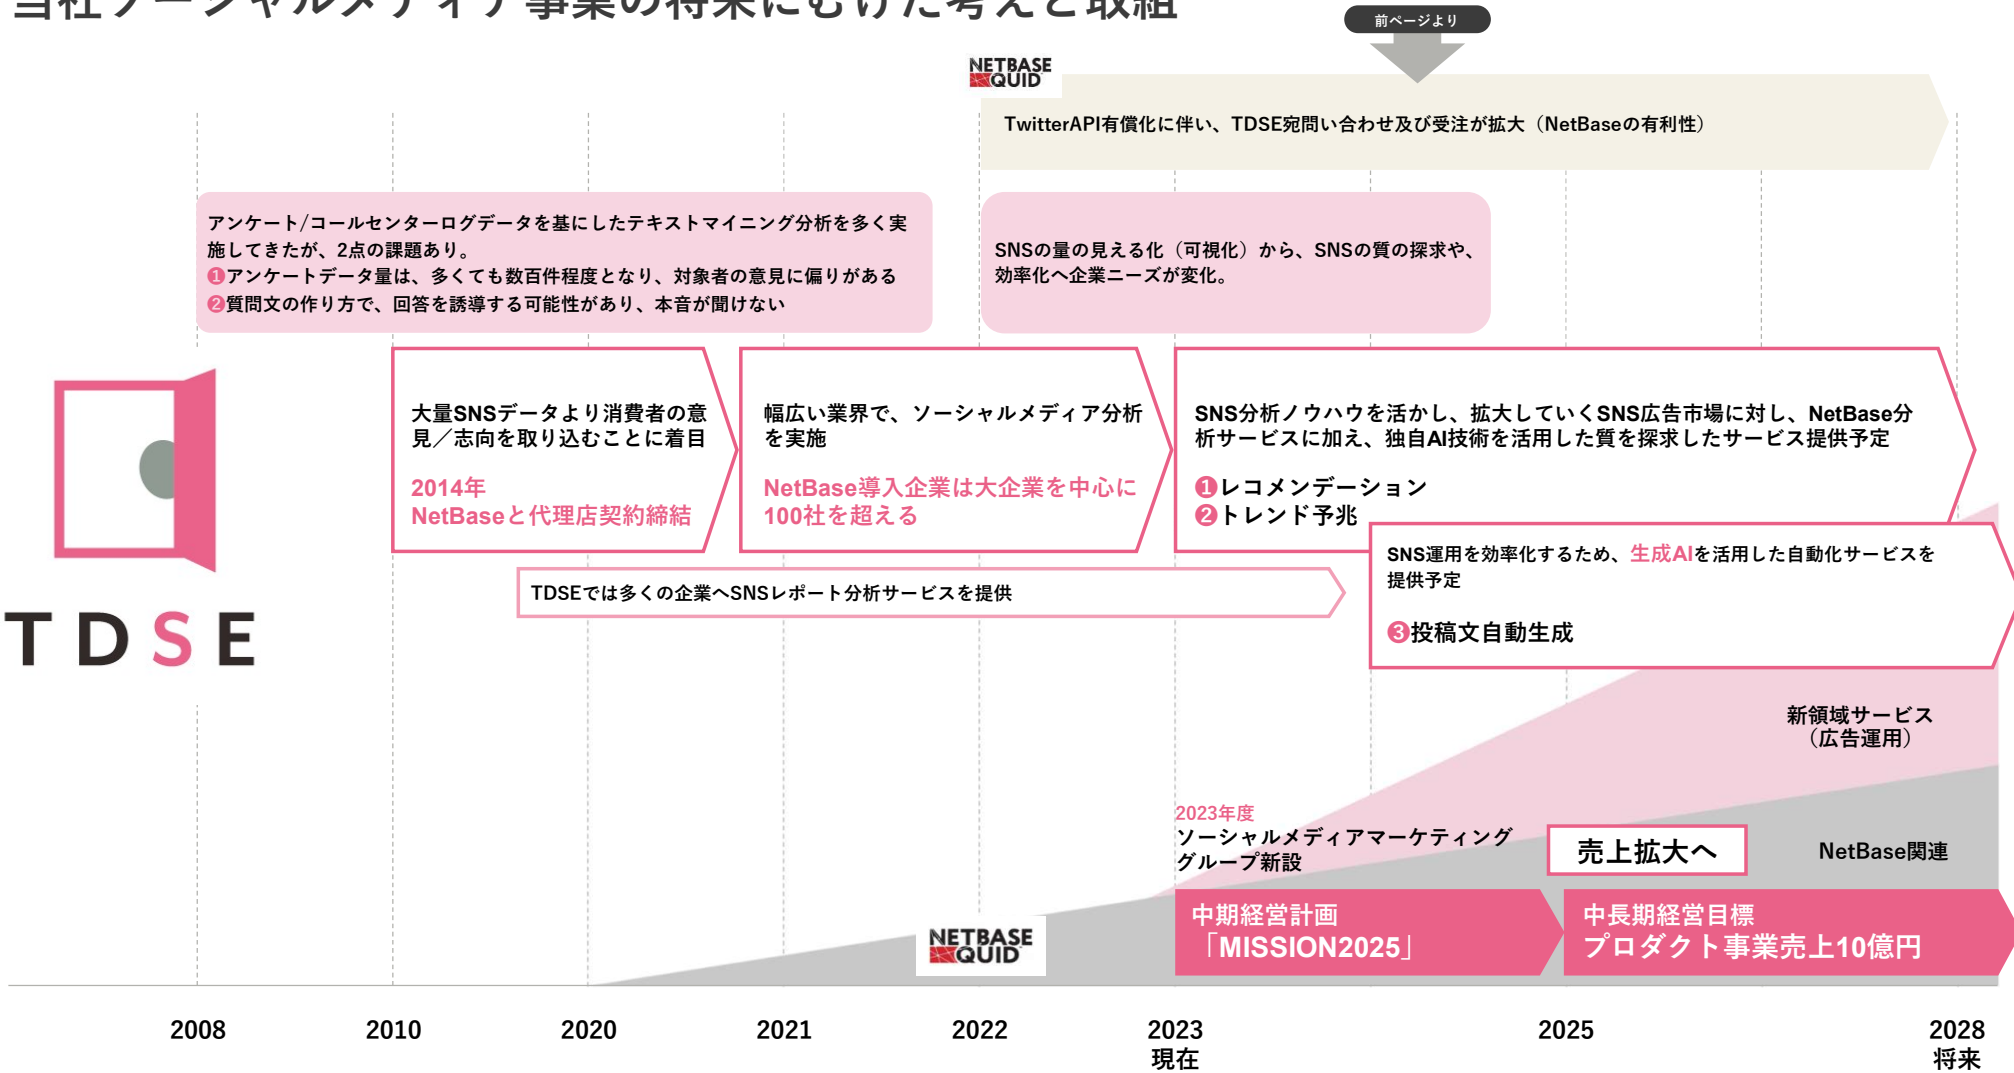 当社ソーシャルメディア事業の将来にむけた考えと取組
前ページより
NETBASE
QUID
TwitterAPI有償化に伴い、TDSE宛問い合わせ及び受注が拡大（NetBaseの有利性）
アンケート/コールセンターログデータを基にしたテキストマイニング分析を多く実
施してきたが、2点の課題あり。
❶アンケートデータ量は、多くても数百件程度となり、対象者の意見に偏りがある
❷質問文の作り方で、回答を誘導する可能性があり、本音が聞けない
SNSの量の見える化（可視化）から、SNSの質の探求や、
効率化へ企業ニーズが変化。
大量SNSデータより消費者の意
見／志向を取り込むことに着目
2014年
NetBaseと代理店契約締結
幅広い業界で、ソーシャルメディア分析
を実施
NetBase導入企業は大企業を中心に
100社を超える
SNS分析ノウハウを活かし、拡大していくSNS広告市場に対し、NetBase分
析サービスに加え、独自AI技術を活用した質を探求したサービス提供予定
❶レコメンデーション
❷トレンド予兆
SNS運用を効率化するため、生成AIを活用した自動化サービスを
提供予定
❸投稿文自動生成
TDSEでは多くの企業へSNSレポート分析サービスを提供
TDSE
新領域サービス
（広告運用）
2023年度
ソーシャルメディアマーケティング
グループ新設
売上拡大へ
NetBase関連
NETBASE
QUID
中期経営計画
「MISSION2025」
中長期経営目標
プロダクト事業売上10億円
2008
2010
2020
2021
2022
2023
現在
2025
2028
将来